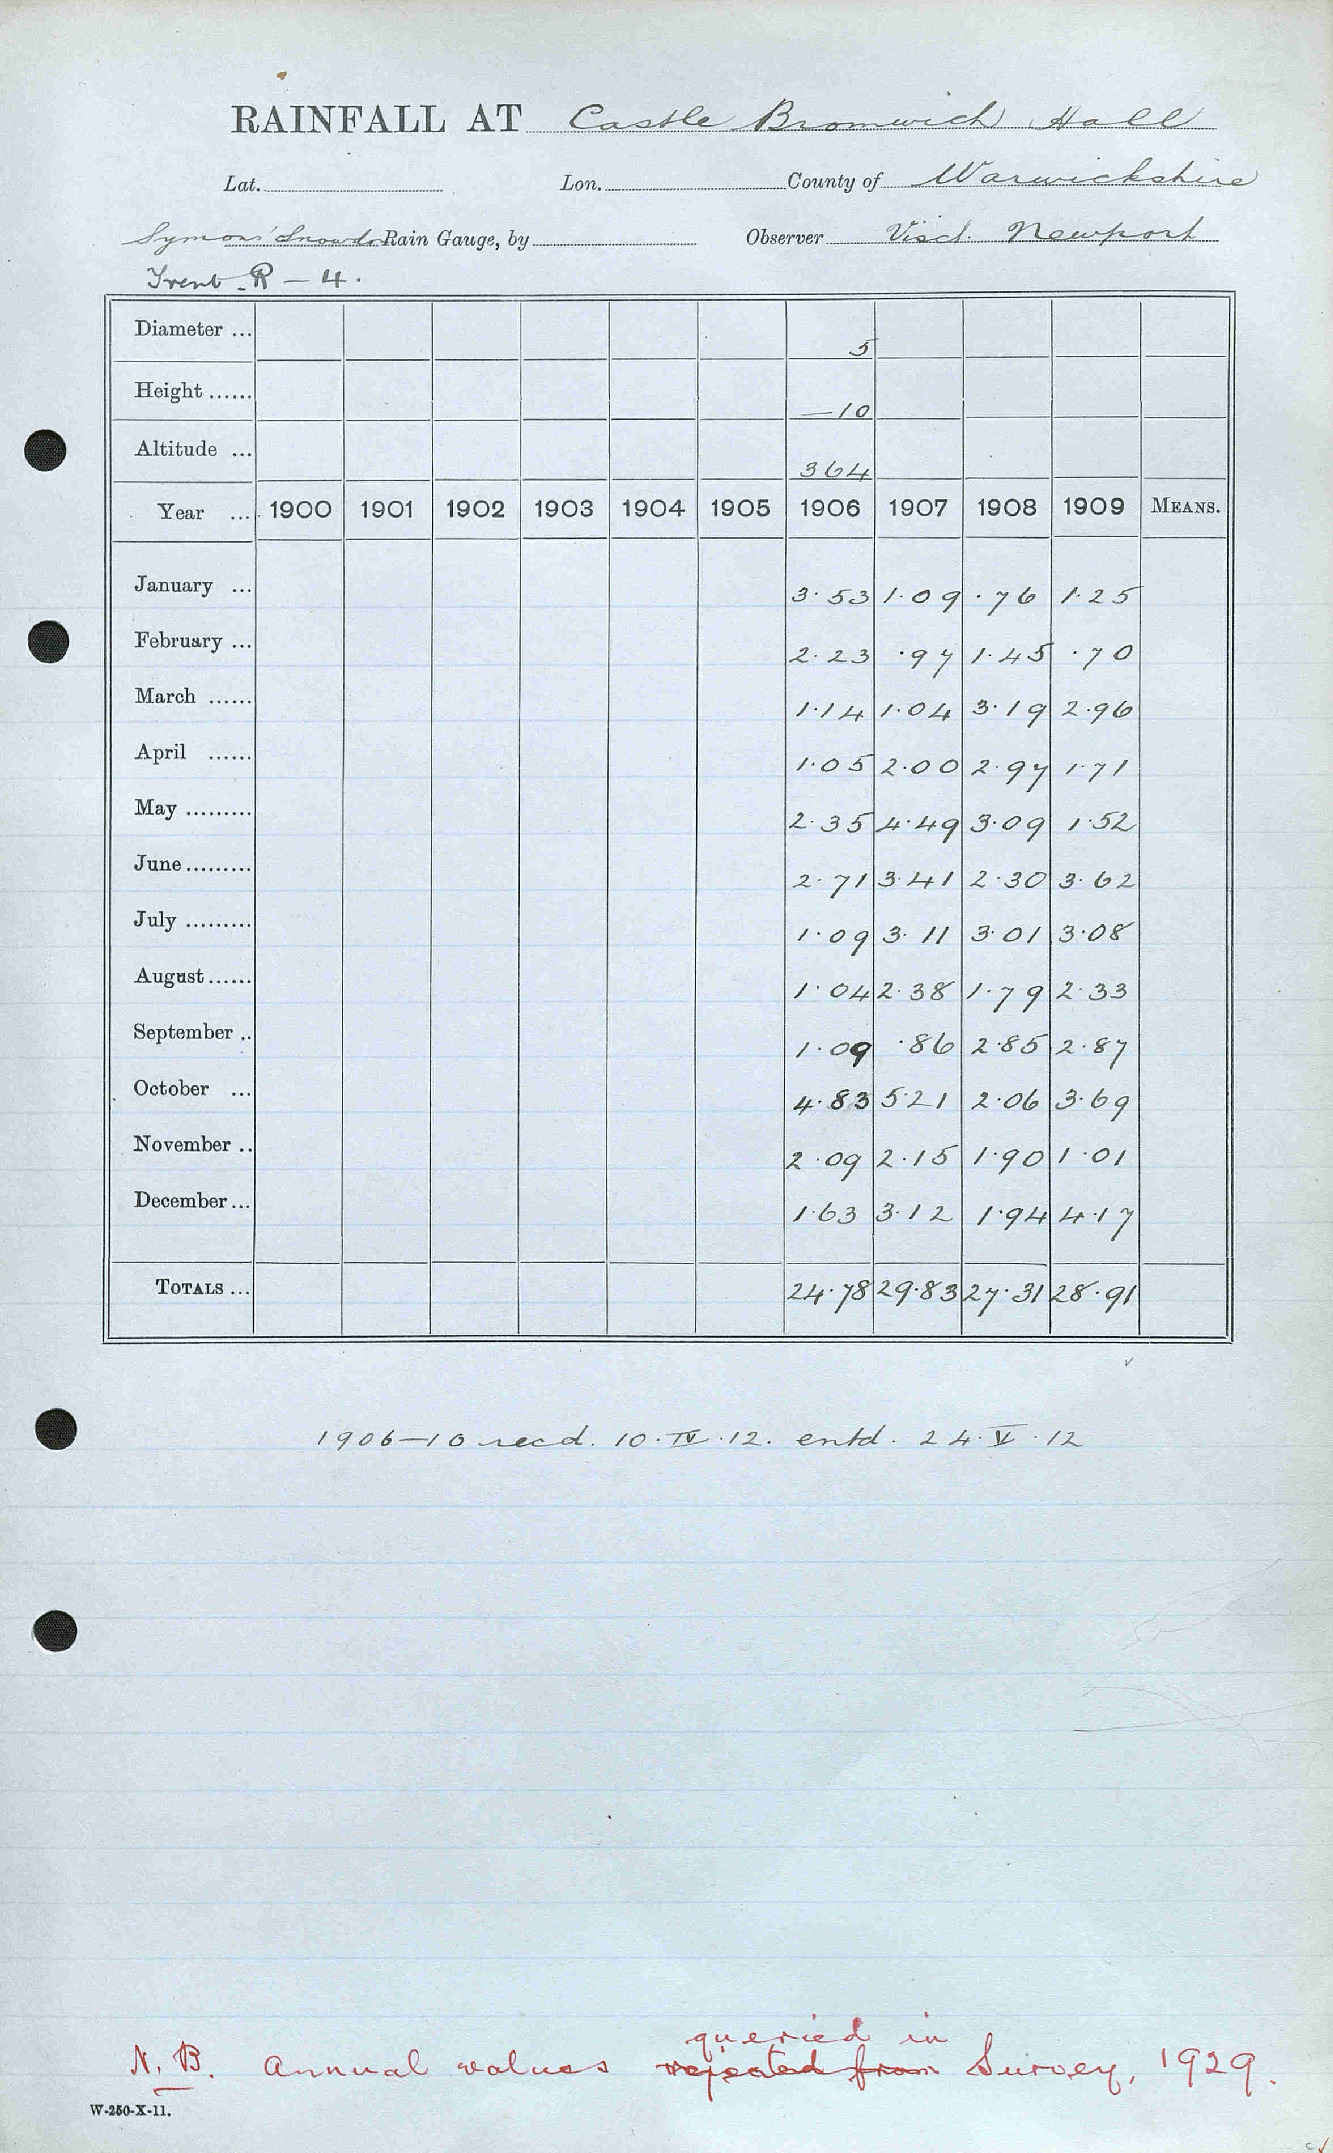 RAINFALL AT Castle Bromwich Hall
Lat. Lon. County of Warwickshire
Symons' Snowdon Rain Gauge, by Observer Visct. Newport
Trent R — 4.
Diameter ... 5
Height ...... —10
Altitude ... 364
Year ... 1900 1901 1902 1903 1904 1905 1906 1907 1908 1909 MEANS.
January ... 3.53 1.09 .76 1.25
February ... 2.23 .97 1.45 .70
March ...... 1.14 1.04 3.19 2.96
April ...... 1.05 2.00 2.97 1.71
May ......... 2.35 4.49 3.09 1.52
June ......... 2.71 3.41 2.30 3.62
July ......... 1.09 3.11 3.01 3.08
August ...... 1.04 2.38 1.79 2.33
September .. 1.09 .86 2.85 2.87
October ... 4.83 5.21 2.06 3.69
November .. 2.09 2.15 1.90 1.01
December ... 1.63 3.12 1.94 4.17
TOTALS ... 24.78 29.83 27.31 28.91
1906—10 recd. 10.IV.12. entd. 24.V.12
queried in
N.B. Annual values rejected from Survey, 1929.
W-250-X-11.